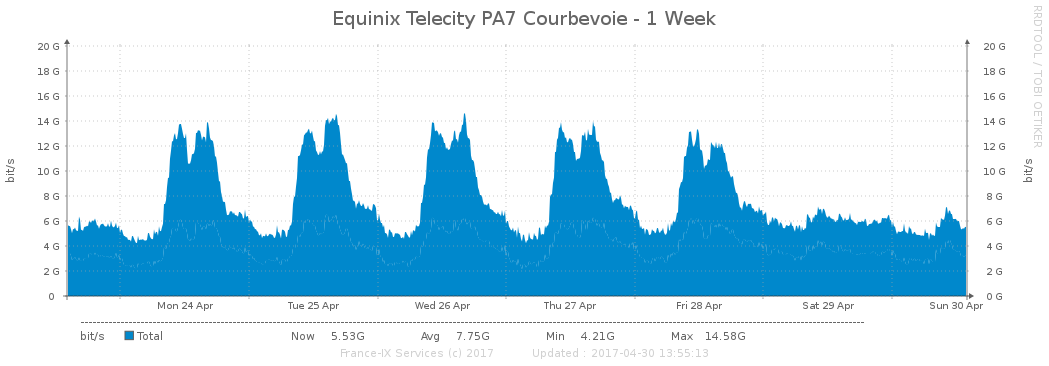 Equinix Telecity PA7 Courbevoie - 1 Week
RRDTOOL / TOBI OETIKER
bit/s
20 G 20 G
18 G 18 G
16 G 16 G
14 G 14 G
12 G 12 G
10 G 10 G
8 G 8 G
6 G 6 G
4 G 4 G
2 G 2 G
0 0 G
bit/s
Mon 24 Apr Tue 25 Apr Wed 26 Apr Thu 27 Apr Fri 28 Apr Sat 29 Apr Sun 30 Apr
bit/s Total Now 5.53G Avg 7.75G Min 4.21G Max 14.58G
France-IX Services (c) 2017 Updated : 2017-04-30 13:55:13